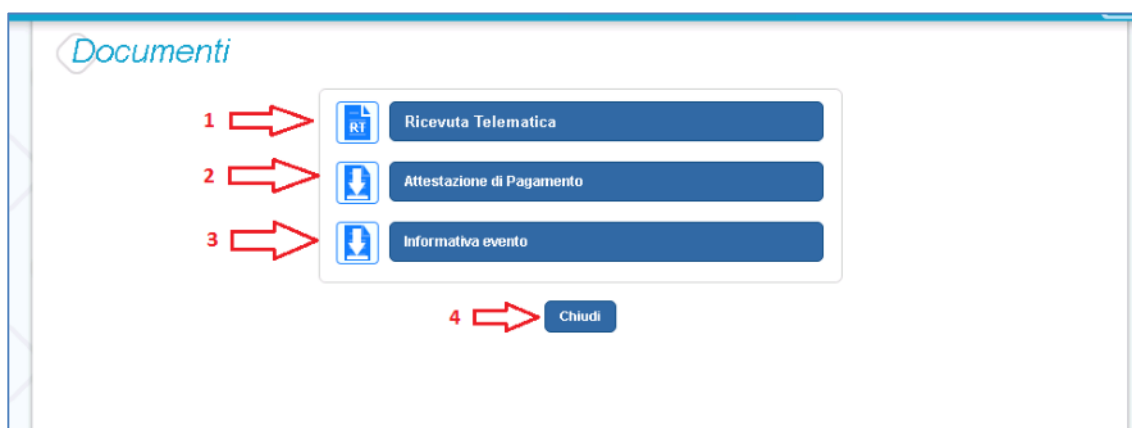 Documenti
1 RT Ricevuta Telematica
2 Attestazione di Pagamento
3 Informativa evento
4 Chiudi